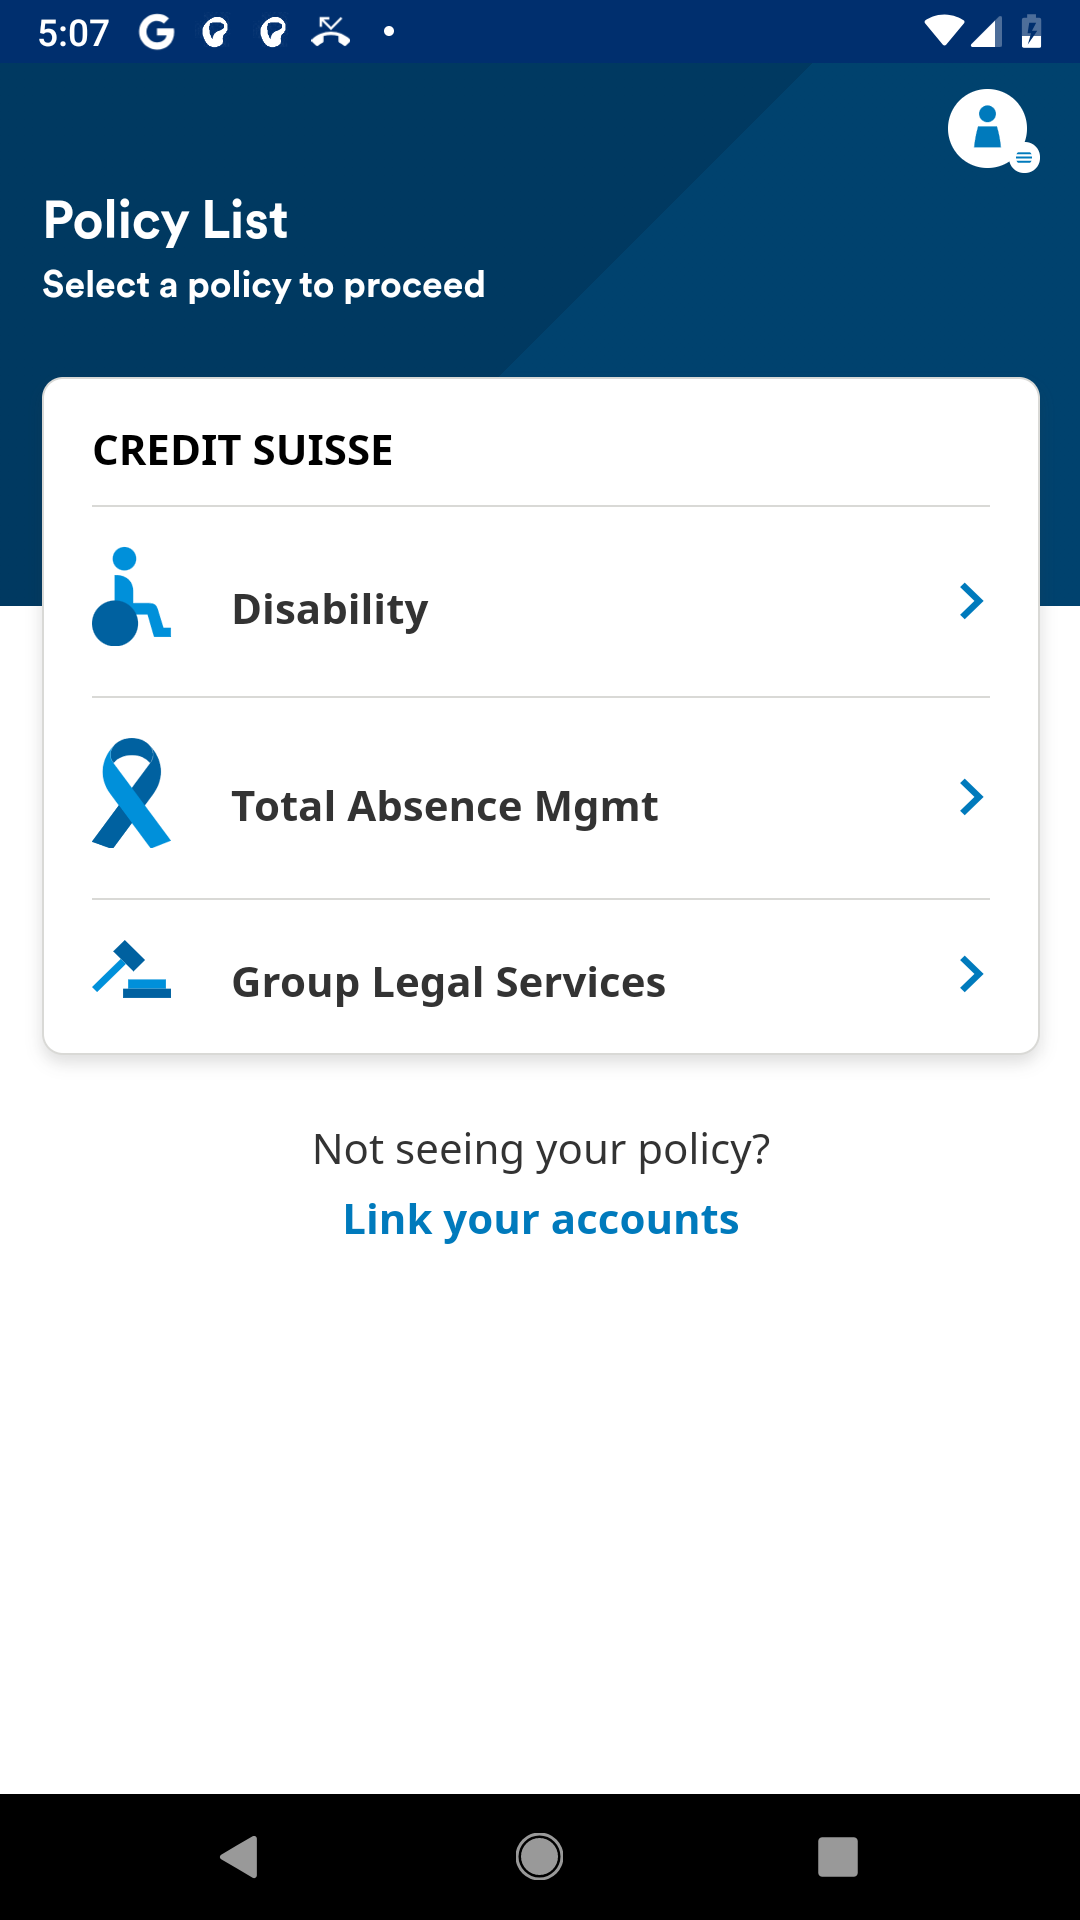 5:07
Policy List
Select a policy to proceed
CREDIT SUISSE
Disability
Total Absence Mgmt
Group Legal Services
Not seeing your policy?
Link your accounts